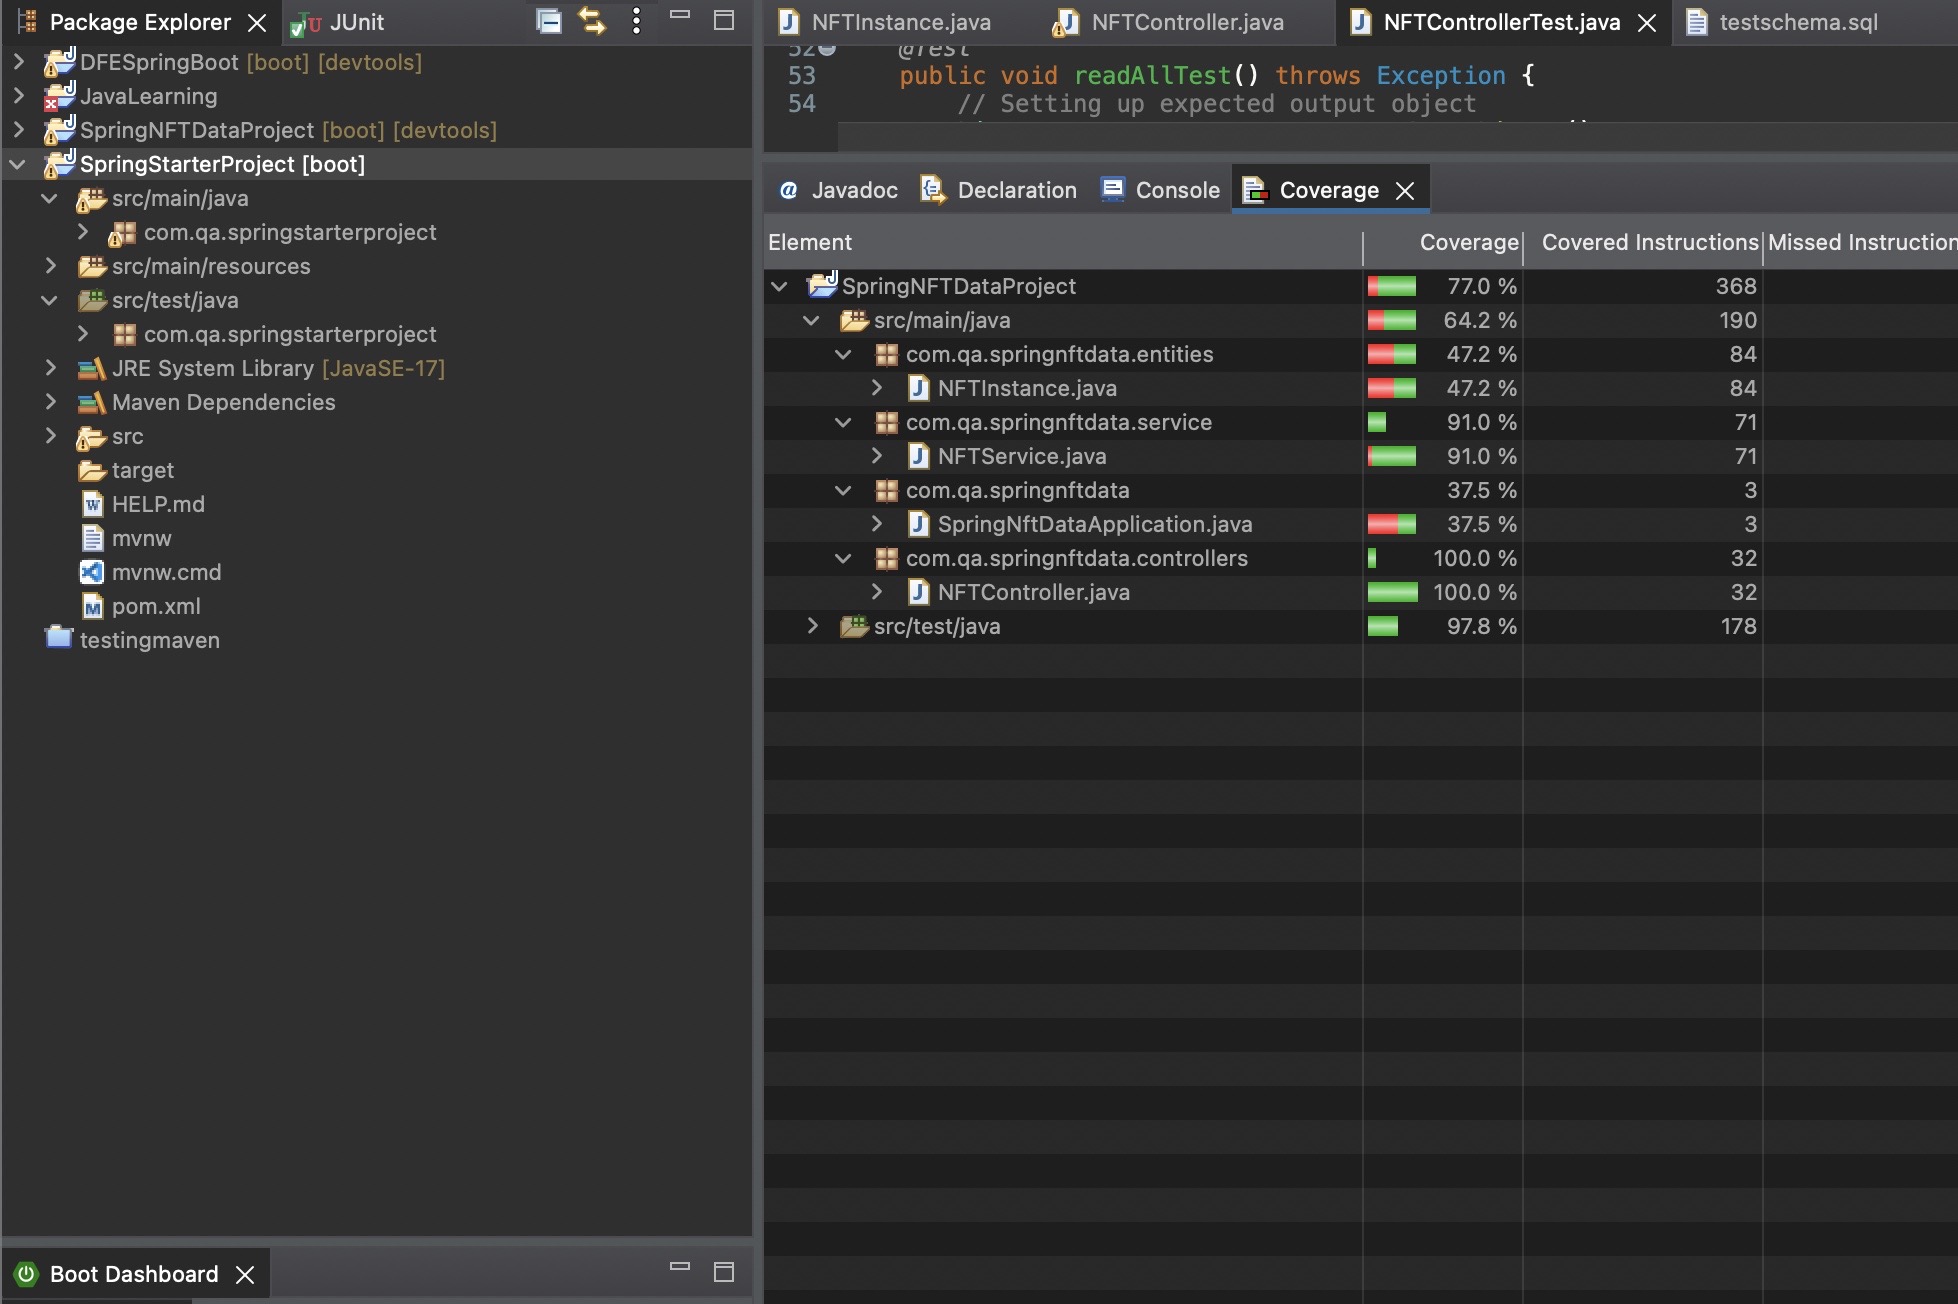 Package Explorer
JUnit
DFESpringBoot [boot] [devtools]
JavaLearning
SpringNFTDataProject [boot] [devtools]
SpringStarterProject [boot]
src/main/java
com.qa.springstarterproject
src/main/resources
src/test/java
com.qa.springstarterproject
JRE System Library [JavaSE-17]
Maven Dependencies
src
target
HELP.md
mvnw
mvnw.cmd
pom.xml
testingmaven
Boot Dashboard
NFTInstance.java
NFTController.java
NFTControllerTest.java
testschema.sql
52 @Test
53 public void readAllTest() throws Exception {
54 // Setting up expected output object
Javadoc
Declaration
Console
Coverage
Element Coverage Covered Instructions Missed Instruction
SpringNFTDataProject 77.0 % 368
src/main/java 64.2 % 190
com.qa.springnftdata.entities 47.2 % 84
NFTInstance.java 47.2 % 84
com.qa.springnftdata.service 91.0 % 71
NFTService.java 91.0 % 71
com.qa.springnftdata 37.5 % 3
SpringNftDataApplication.java 37.5 % 3
com.qa.springnftdata.controllers 100.0 % 32
NFTController.java 100.0 % 32
src/test/java 97.8 % 178